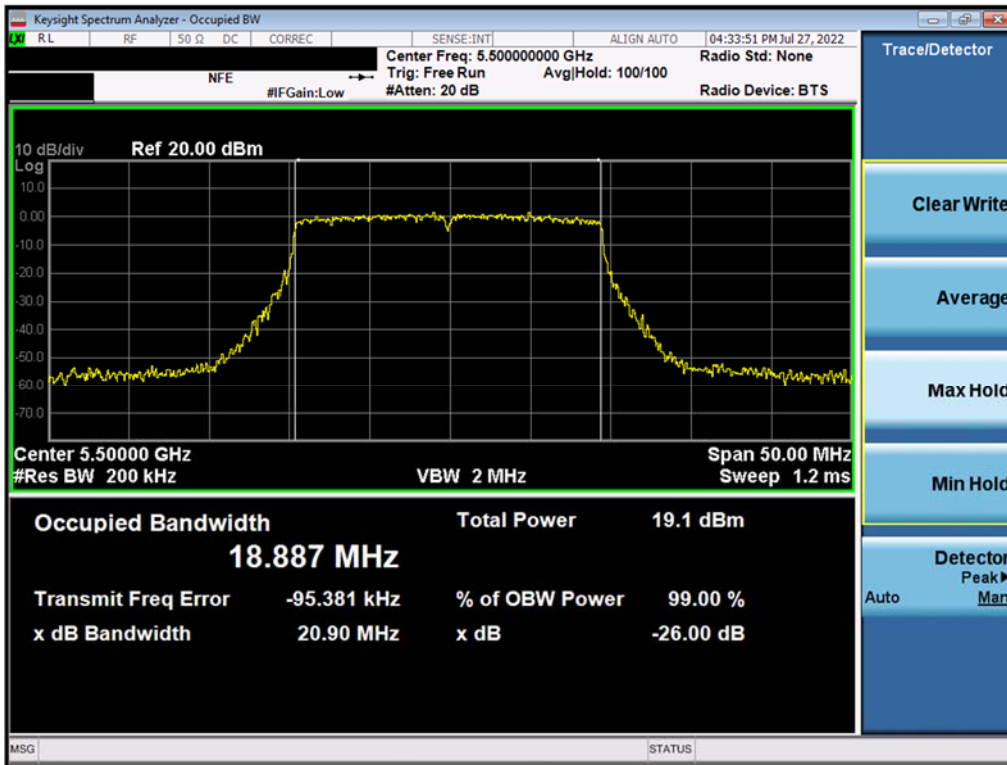 Keysight Spectrum Analyzer - Occupied BW
LXI RL RF 50 Ω DC CORREC SENSE:INT ALIGN AUTO 04:33:51 PM Jul 27, 2022
Center Freq: 5.500000000 GHz Radio Std: None
NFE Trig: Free Run Avg|Hold: 100/100
#IFGain:Low #Atten: 20 dB Radio Device: BTS
Trace/Detector
10 dB/div Ref 20.00 dBm
Log
10.0
0.00
-10.0
-20.0
-30.0
-40.0
-50.0
-60.0
-70.0
Center 5.50000 GHz Span 50.00 MHz
#Res BW 200 kHz VBW 2 MHz Sweep 1.2 ms
Occupied Bandwidth Total Power 19.1 dBm
18.887 MHz
Transmit Freq Error -95.381 kHz % of OBW Power 99.00 %
x dB Bandwidth 20.90 MHz x dB -26.00 dB
Clear Write
Average
Max Hold
Min Hold
Detector
Peak
Auto Man
MSG STATUS